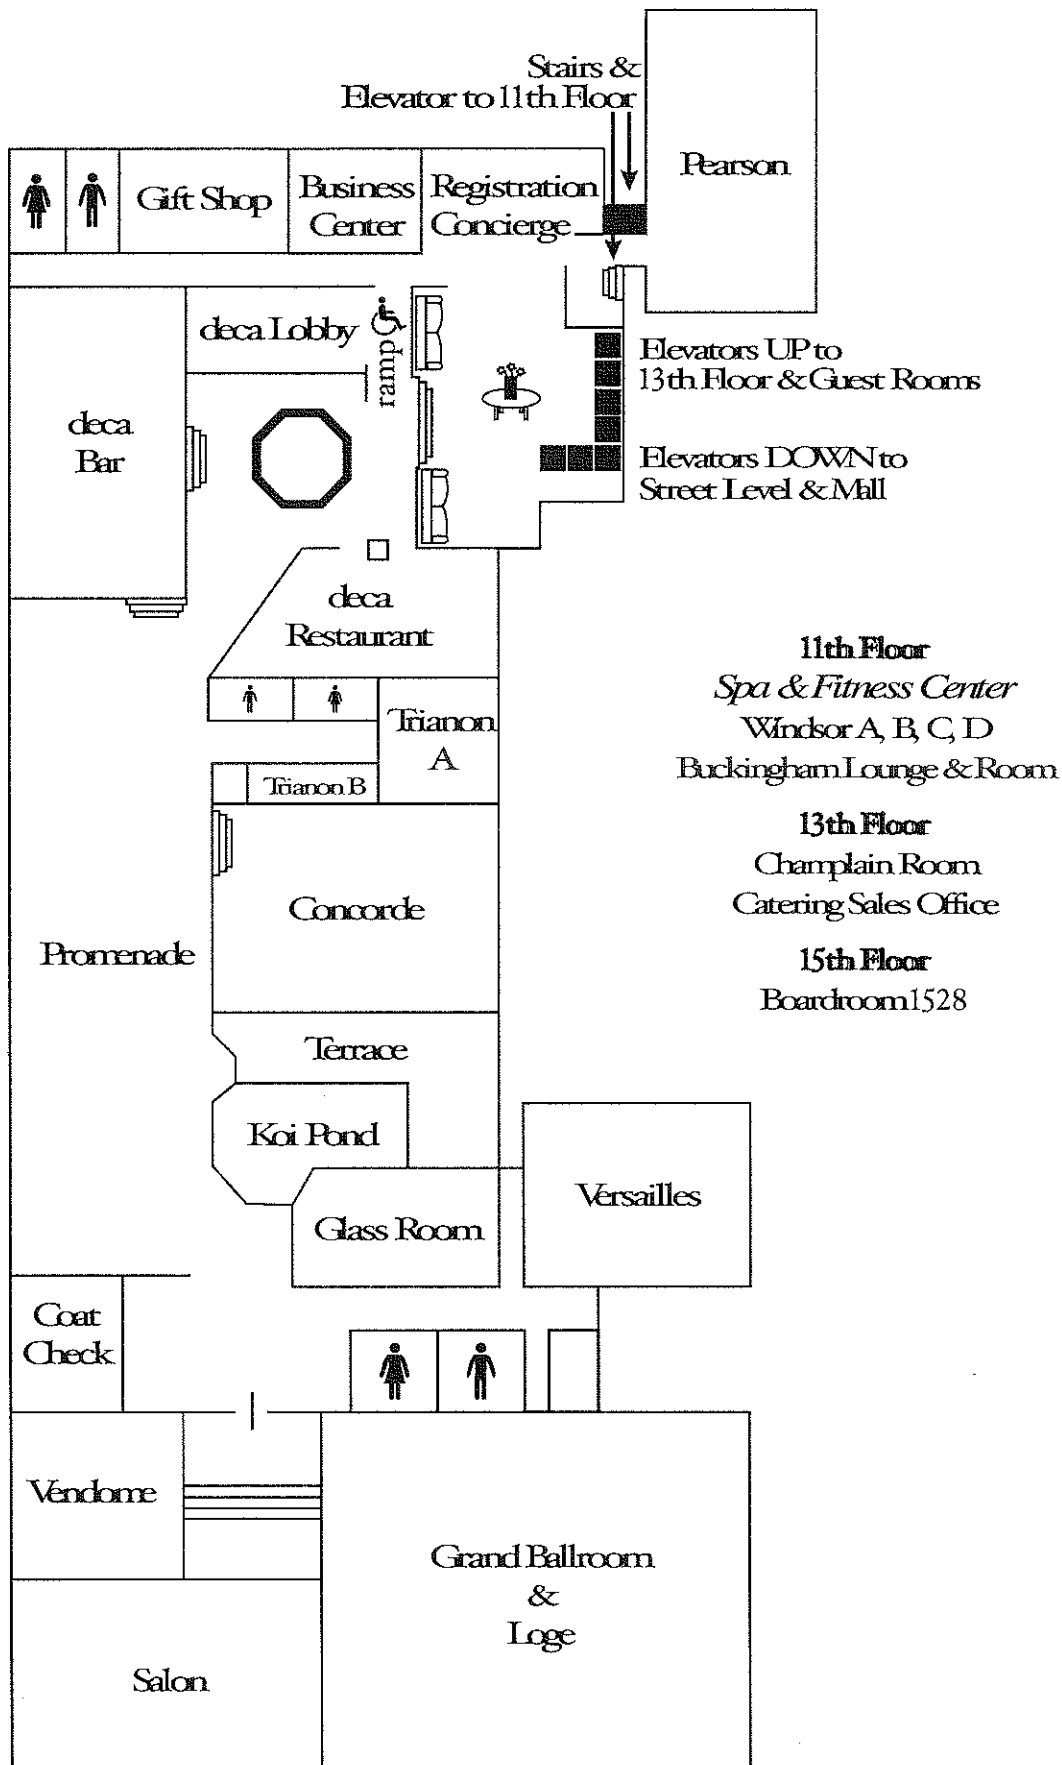 Stairs &
Elevator to 11th Floor
Pearson
Gift Shop
Business
Center
Registration
Concierge
deca Lobby
ramp
Elevators UP to
13th Floor & Guest Rooms
deca
Bar
Elevators DOWN to
Street Level & Mall
deca
Restaurant
11th Floor
Spa & Fitness Center
Windsor A, B, C, D
Buckingham Lounge & Room
Trianon
A
Trianon B
13th Floor
Champlain Room
Catering Sales Office
Concorde
Promenade
15th Floor
Boardroom 1528
Terrace
Koi Pond
Versailles
Glass Room
Coat
Check
Vendome
Grand Ballroom
&
Loge
Salon